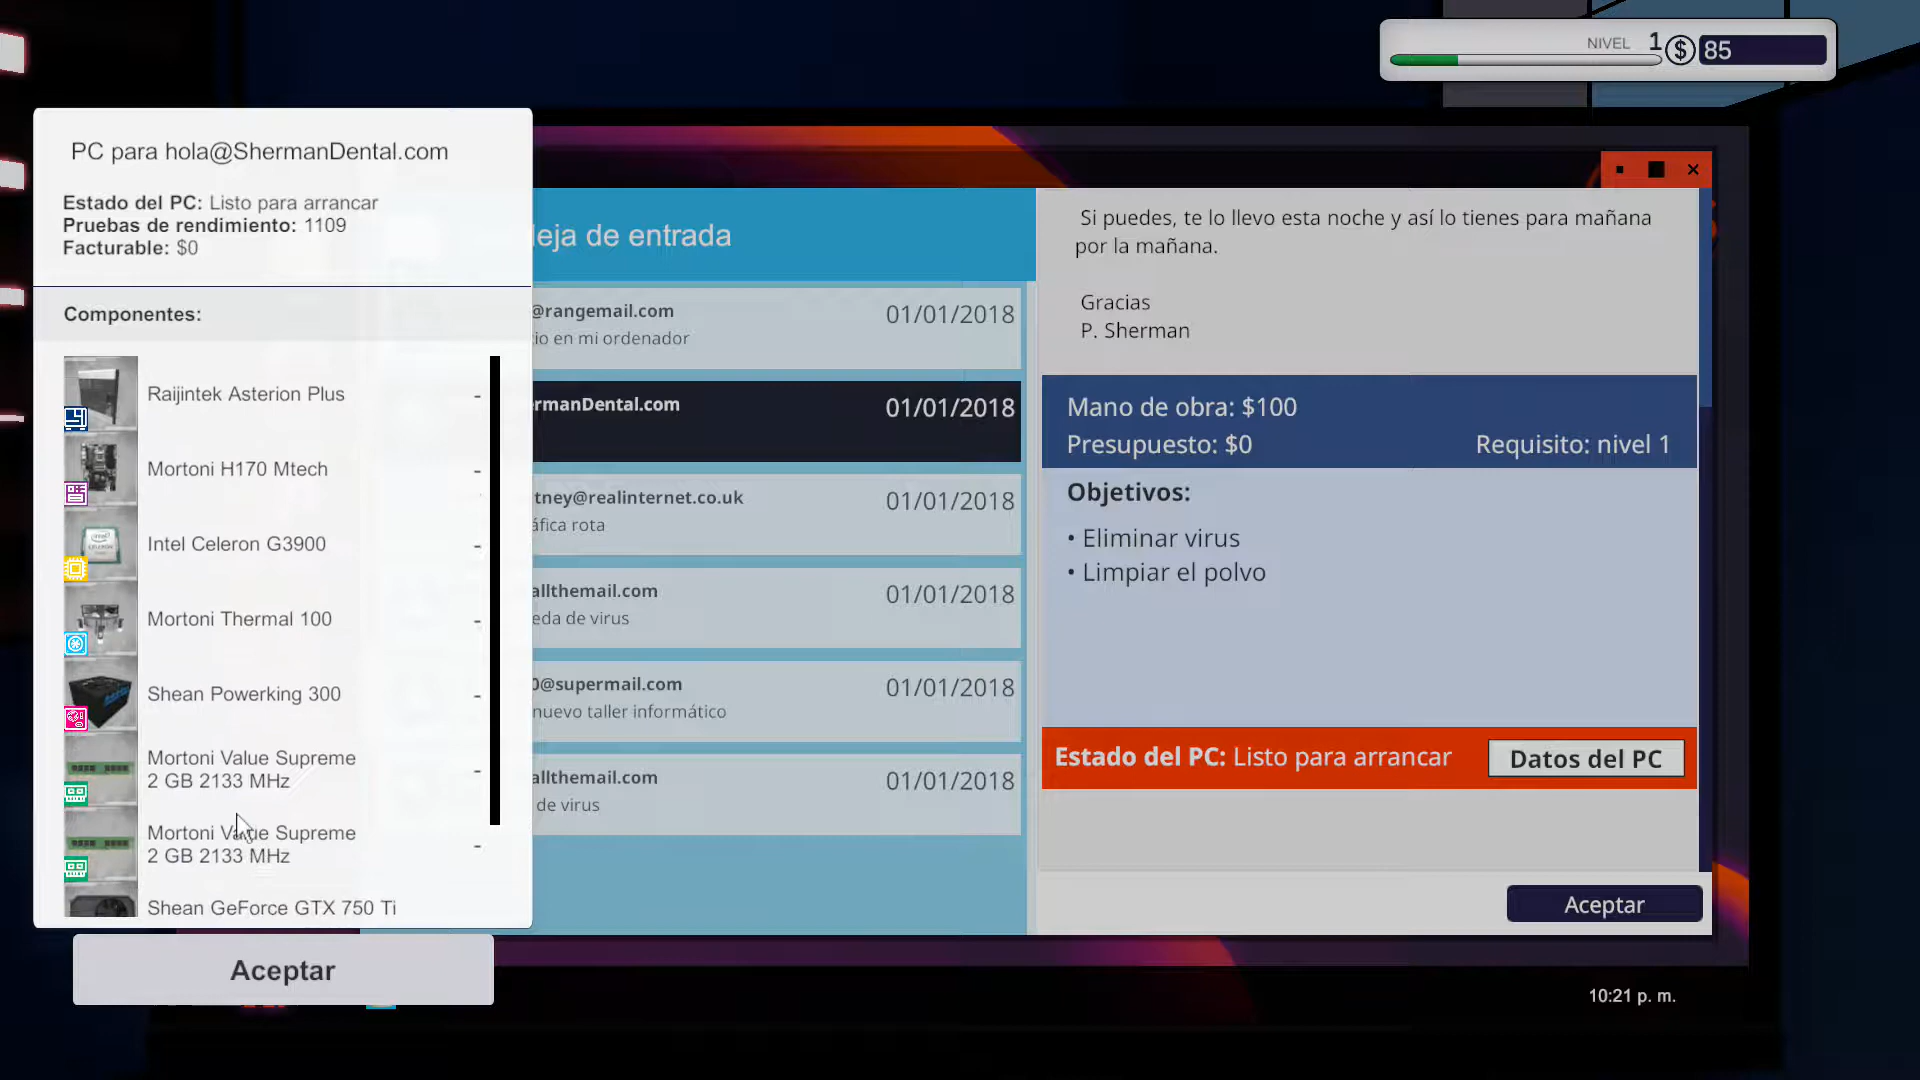 NIVEL 1 $ 85
PC para hola@ShermanDental.com
Estado del PC: Listo para arrancar
Pruebas de rendimiento: 1109
Facturable: $0
Componentes:
Raijintek Asterion Plus -
Mortoni H170 Mtech -
Intel Celeron G3900 -
Mortoni Thermal 100 -
Shean Powerking 300 -
Mortoni Value Supreme
2 GB 2133 MHz -
Mortoni Value Supreme
2 GB 2133 MHz -
Shean GeForce GTX 750 Ti
Aceptar
eja de entrada
@rangemail.com 01/01/2018
io en mi ordenador
rmanDental.com 01/01/2018
tney@realinternet.co.uk 01/01/2018
áfica rota
allthemail.com 01/01/2018
eda de virus
0@supermail.com 01/01/2018
nuevo taller informático
allthemail.com 01/01/2018
de virus
Si puedes, te lo llevo esta noche y así lo tienes para mañana
por la mañana.
Gracias
P. Sherman
Mano de obra: $100
Presupuesto: $0 Requisito: nivel 1
Objetivos:
• Eliminar virus
• Limpiar el polvo
Estado del PC: Listo para arrancar Datos del PC
Aceptar
10:21 p. m.